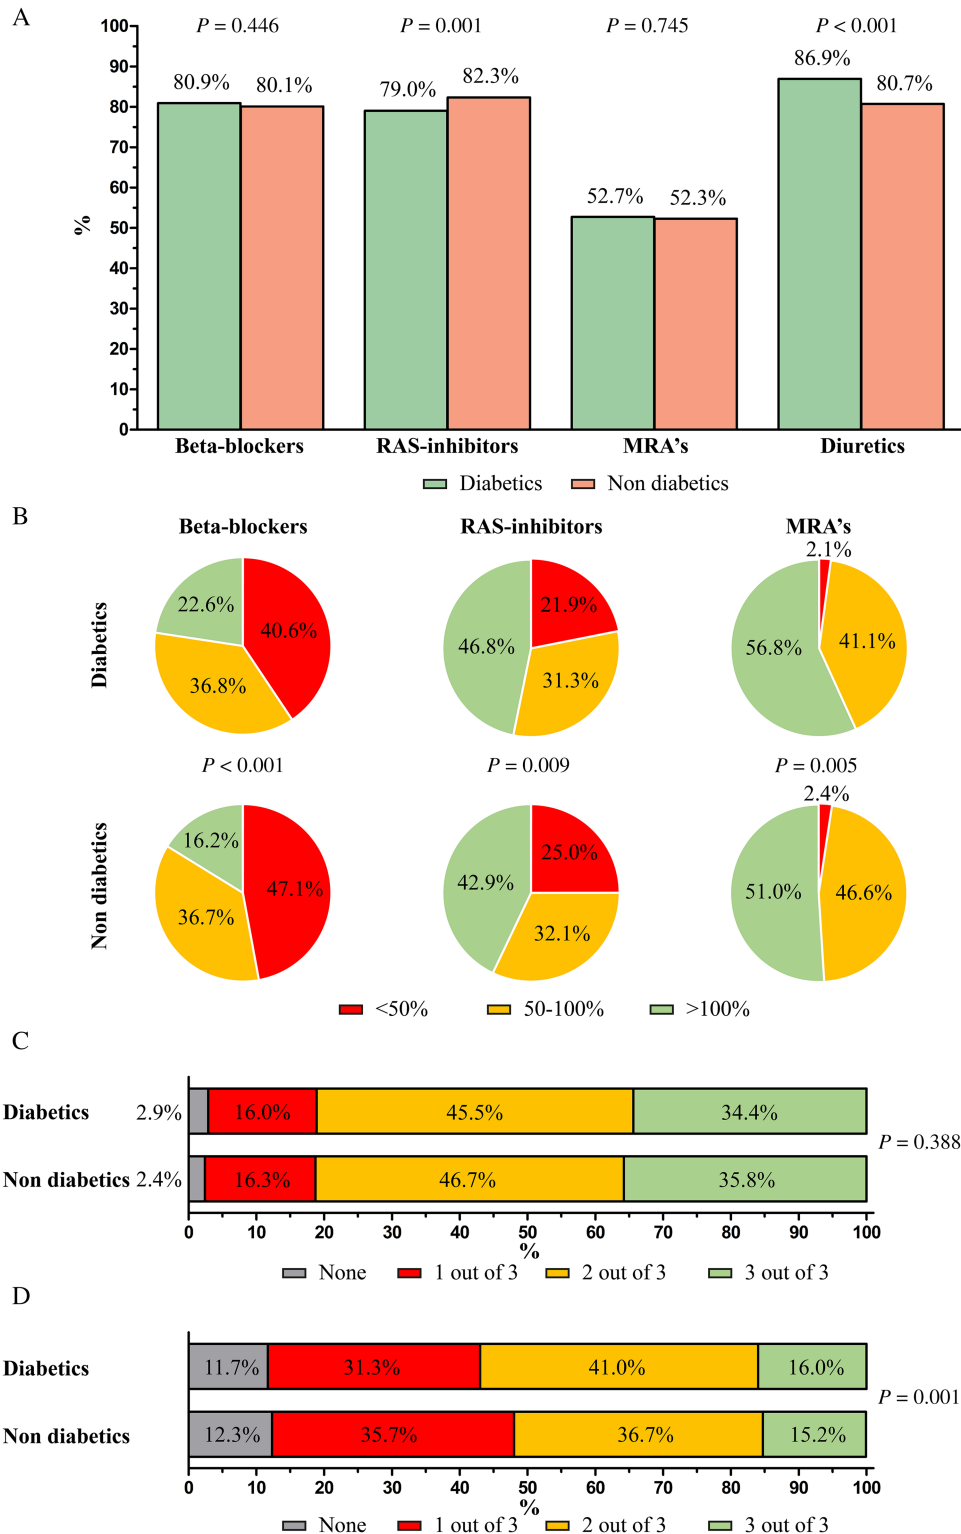 A
P = 0.446 P = 0.001 P = 0.745 P < 0.001
100
90
80
70
60
50
40
30
20
10
0
%
80.9% 80.1% 79.0% 82.3% 52.7% 52.3% 86.9% 80.7%
Beta-blockers RAS-inhibitors MRA's Diuretics
Diabetics Non diabetics
B
Beta-blockers RAS-inhibitors MRA's
Diabetics
22.6% 40.6% 36.8%
46.8% 21.9% 31.3%
2.1% 56.8% 41.1%
P < 0.001 P = 0.009 P = 0.005
Non diabetics
16.2% 47.1% 36.7%
42.9% 25.0% 32.1%
2.4% 51.0% 46.6%
<50% 50-100% >100%
C
Diabetics 2.9% 16.0% 45.5% 34.4%
P = 0.388
Non diabetics 2.4% 16.3% 46.7% 35.8%
0 10 20 30 40 50 60 70 80 90 100
%
None 1 out of 3 2 out of 3 3 out of 3
D
Diabetics 11.7% 31.3% 41.0% 16.0%
P = 0.001
Non diabetics 12.3% 35.7% 36.7% 15.2%
0 10 20 30 40 50 60 70 80 90 100
%
None 1 out of 3 2 out of 3 3 out of 3